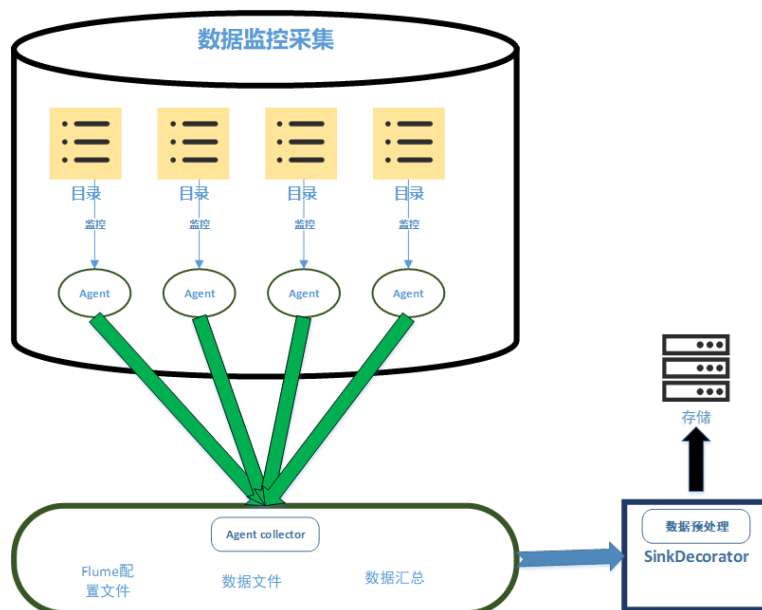 数据监控采集
目录
目录
目录
目录
监控
监控
监控
监控
Agent
Agent
Agent
Agent
存储
Agent collector
Flume配
置文件
数据文件
数据汇总
数据预处理
SinkDecorator